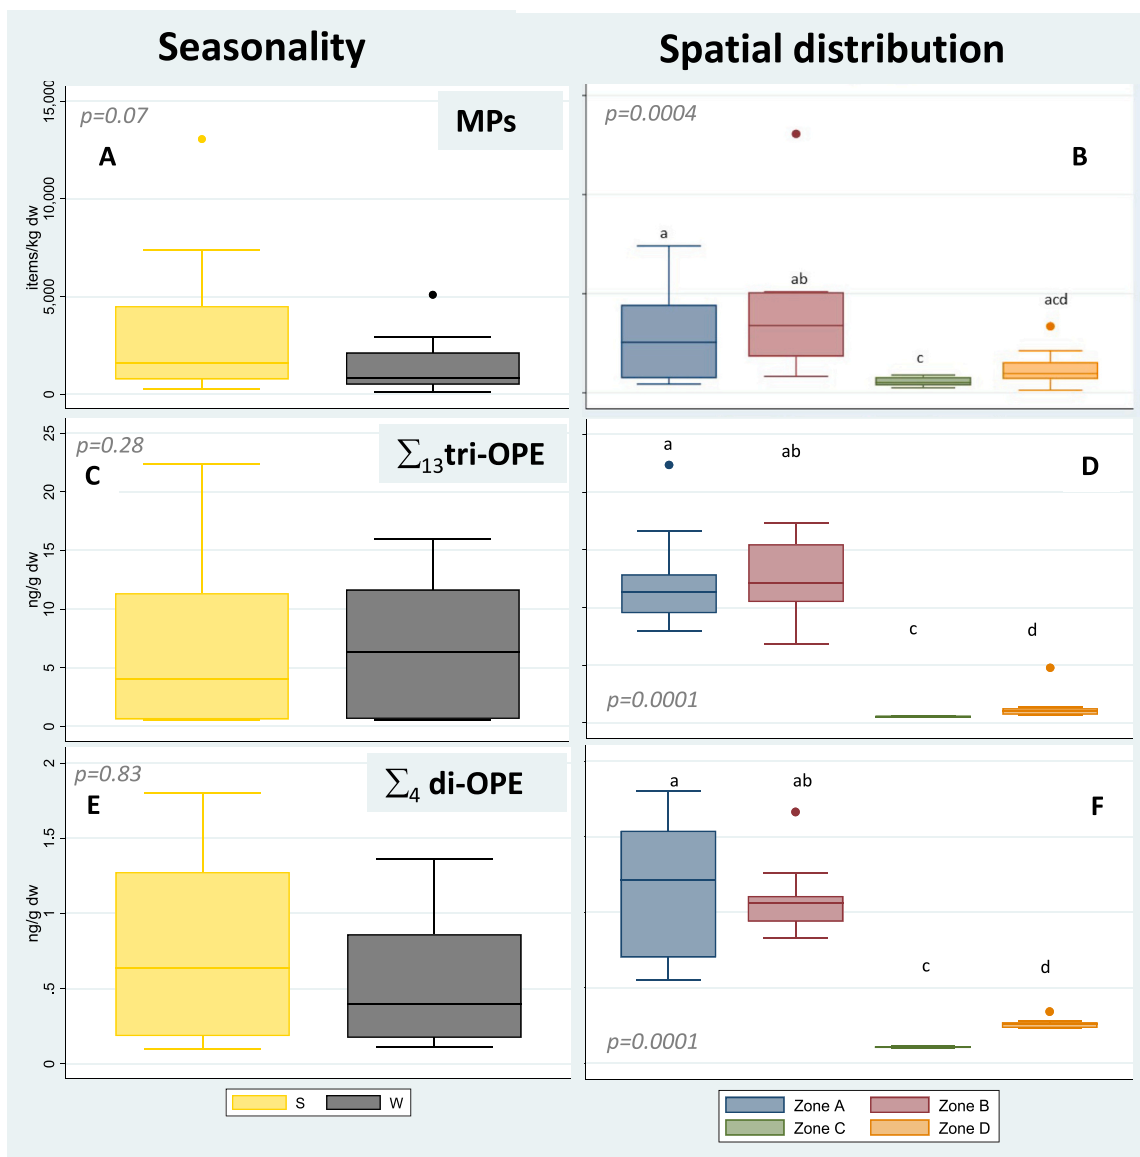 Seasonality
Spatial distribution
15,000
10,000
5,000
0
items/kg dw
p=0.07
A
MPs
p=0.0004
B
a
ab
c
acd
25
20
15
10
5
0
ng/g dw
p=0.28
C
∑13tri-OPE
a
ab
D
c
d
p=0.0001
2
1.5
1
.5
0
ng/g dw
p=0.83
E
∑4 di-OPE
a
ab
F
c
d
p=0.0001
S W
Zone A Zone B
Zone C Zone D